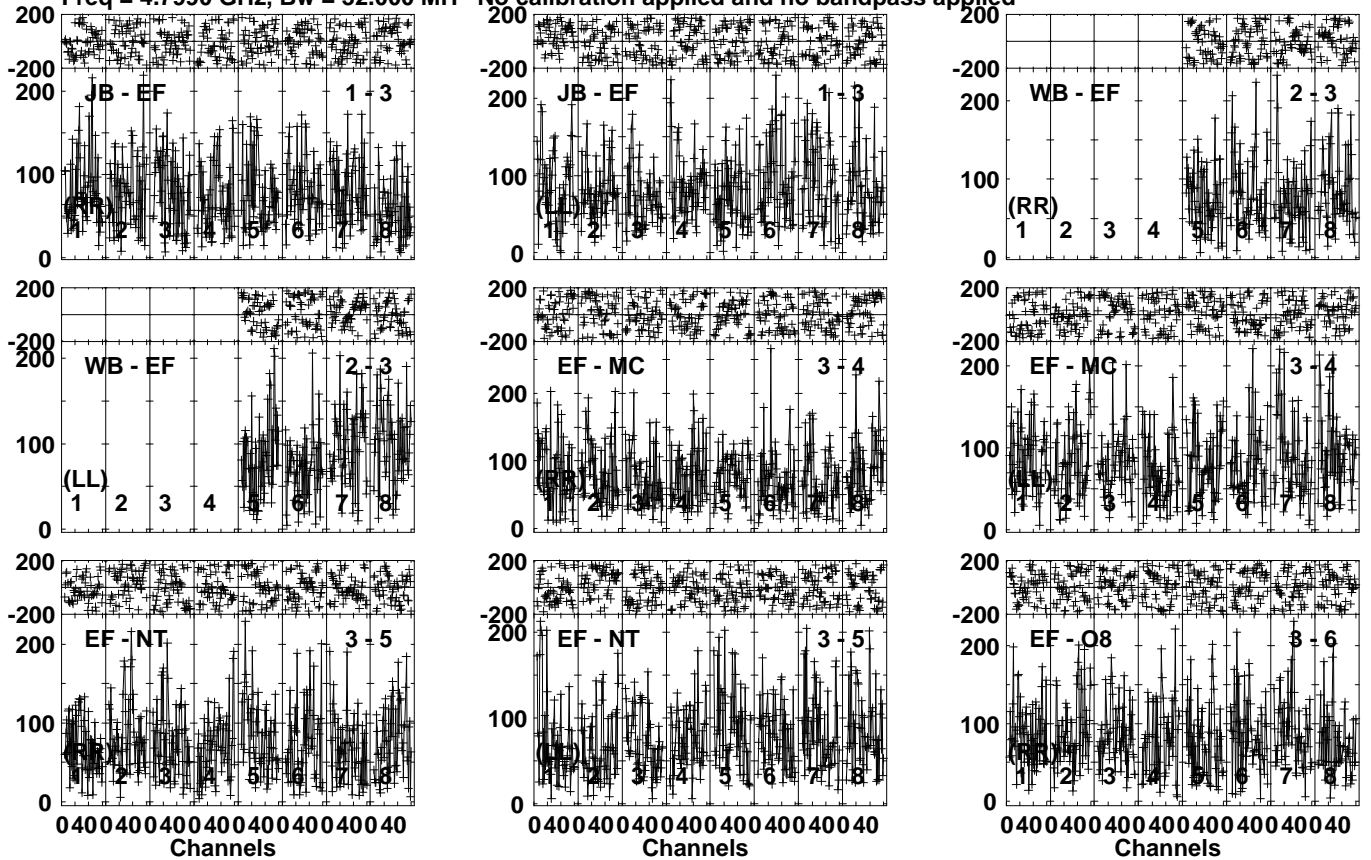 Freq = 4.7990 GHz, Bw = 32.000 MH No calibration applied and no bandpass applied
200 200 200
-200 -200 -200
200 JB - EF 1 - 3 200 JB - EF 1 - 3 200 WB - EF 2 - 3
100 100 100
(RR) (LL) (RR)
1 2 3 4 5 6 7 8 1 2 3 4 5 6 7 8 1 2 3 4 5 6 7 8
0 0 0
200 200 200
-200 -200 -200
200 WB - EF 2 - 3 200 EF - MC 3 - 4 200 EF - MC 3 - 4
100 100 100
(LL) (RR) (LL)
1 2 3 4 5 6 7 8 1 2 3 4 5 6 7 8 1 2 3 4 5 6 7 8
0 0 0
200 200 200
-200 -200 -200
200 EF - NT 3 - 5 200 EF - NT 3 - 5 200 EF - O8 3 - 6
100 100 100
(RR) (LL) (RR)
1 2 3 4 5 6 7 8 1 2 3 4 5 6 7 8 1 2 3 4 5 6 7 8
0 0 0
0 40 0 40 0 40 0 40 0 40 0 40 0 40 0 40 0 40 0 40 0 40 0 40 0 40 0 40 0 40 0 40 0 40 0 40 0 40 0 40 0 40 0 40 0 40 0 40
Channels Channels Channels